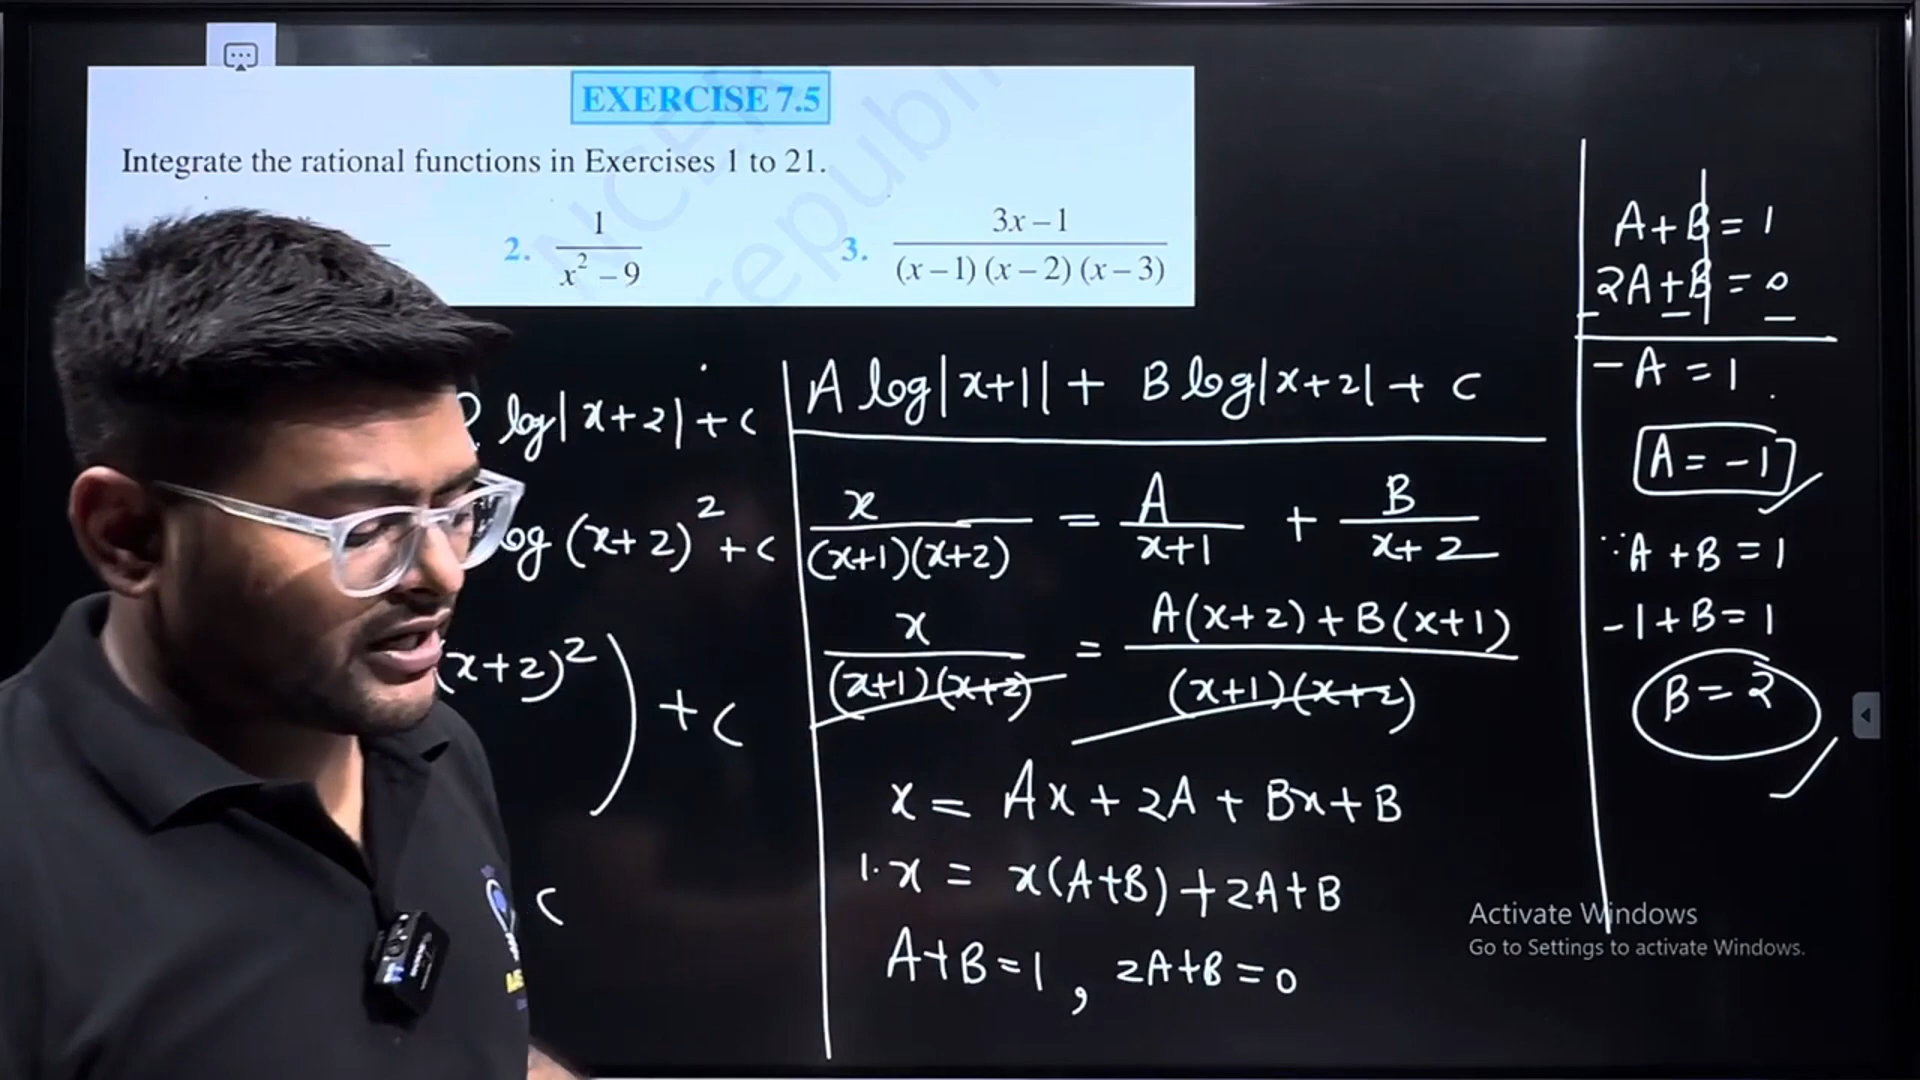 EXERCISE 7.5
Integrate the rational functions in Exercises 1 to 21.
2. 1/(x² – 9)
3. (3x – 1)/((x – 1) (x – 2) (x – 3))
log|x+2| + c
log (x+2)² + c
(x+2)² ) + c
c
A log|x+1| + B log|x+2| + c
x/((x+1)(x+2)) = A/(x+1) + B/(x+2)
x/((x+1)(x+2)) = (A(x+2) + B(x+1))/((x+1)(x+2))
x = Ax + 2A + Bx + B
1·x = x(A+B) + 2A+B
A+B=1 , 2A+B=0
A+B = 1
2A+B = 0
− − −
-A = 1
A = -1
∵ A + B = 1
-1 + B = 1
B = 2
Activate Windows
Go to Settings to activate Windows.